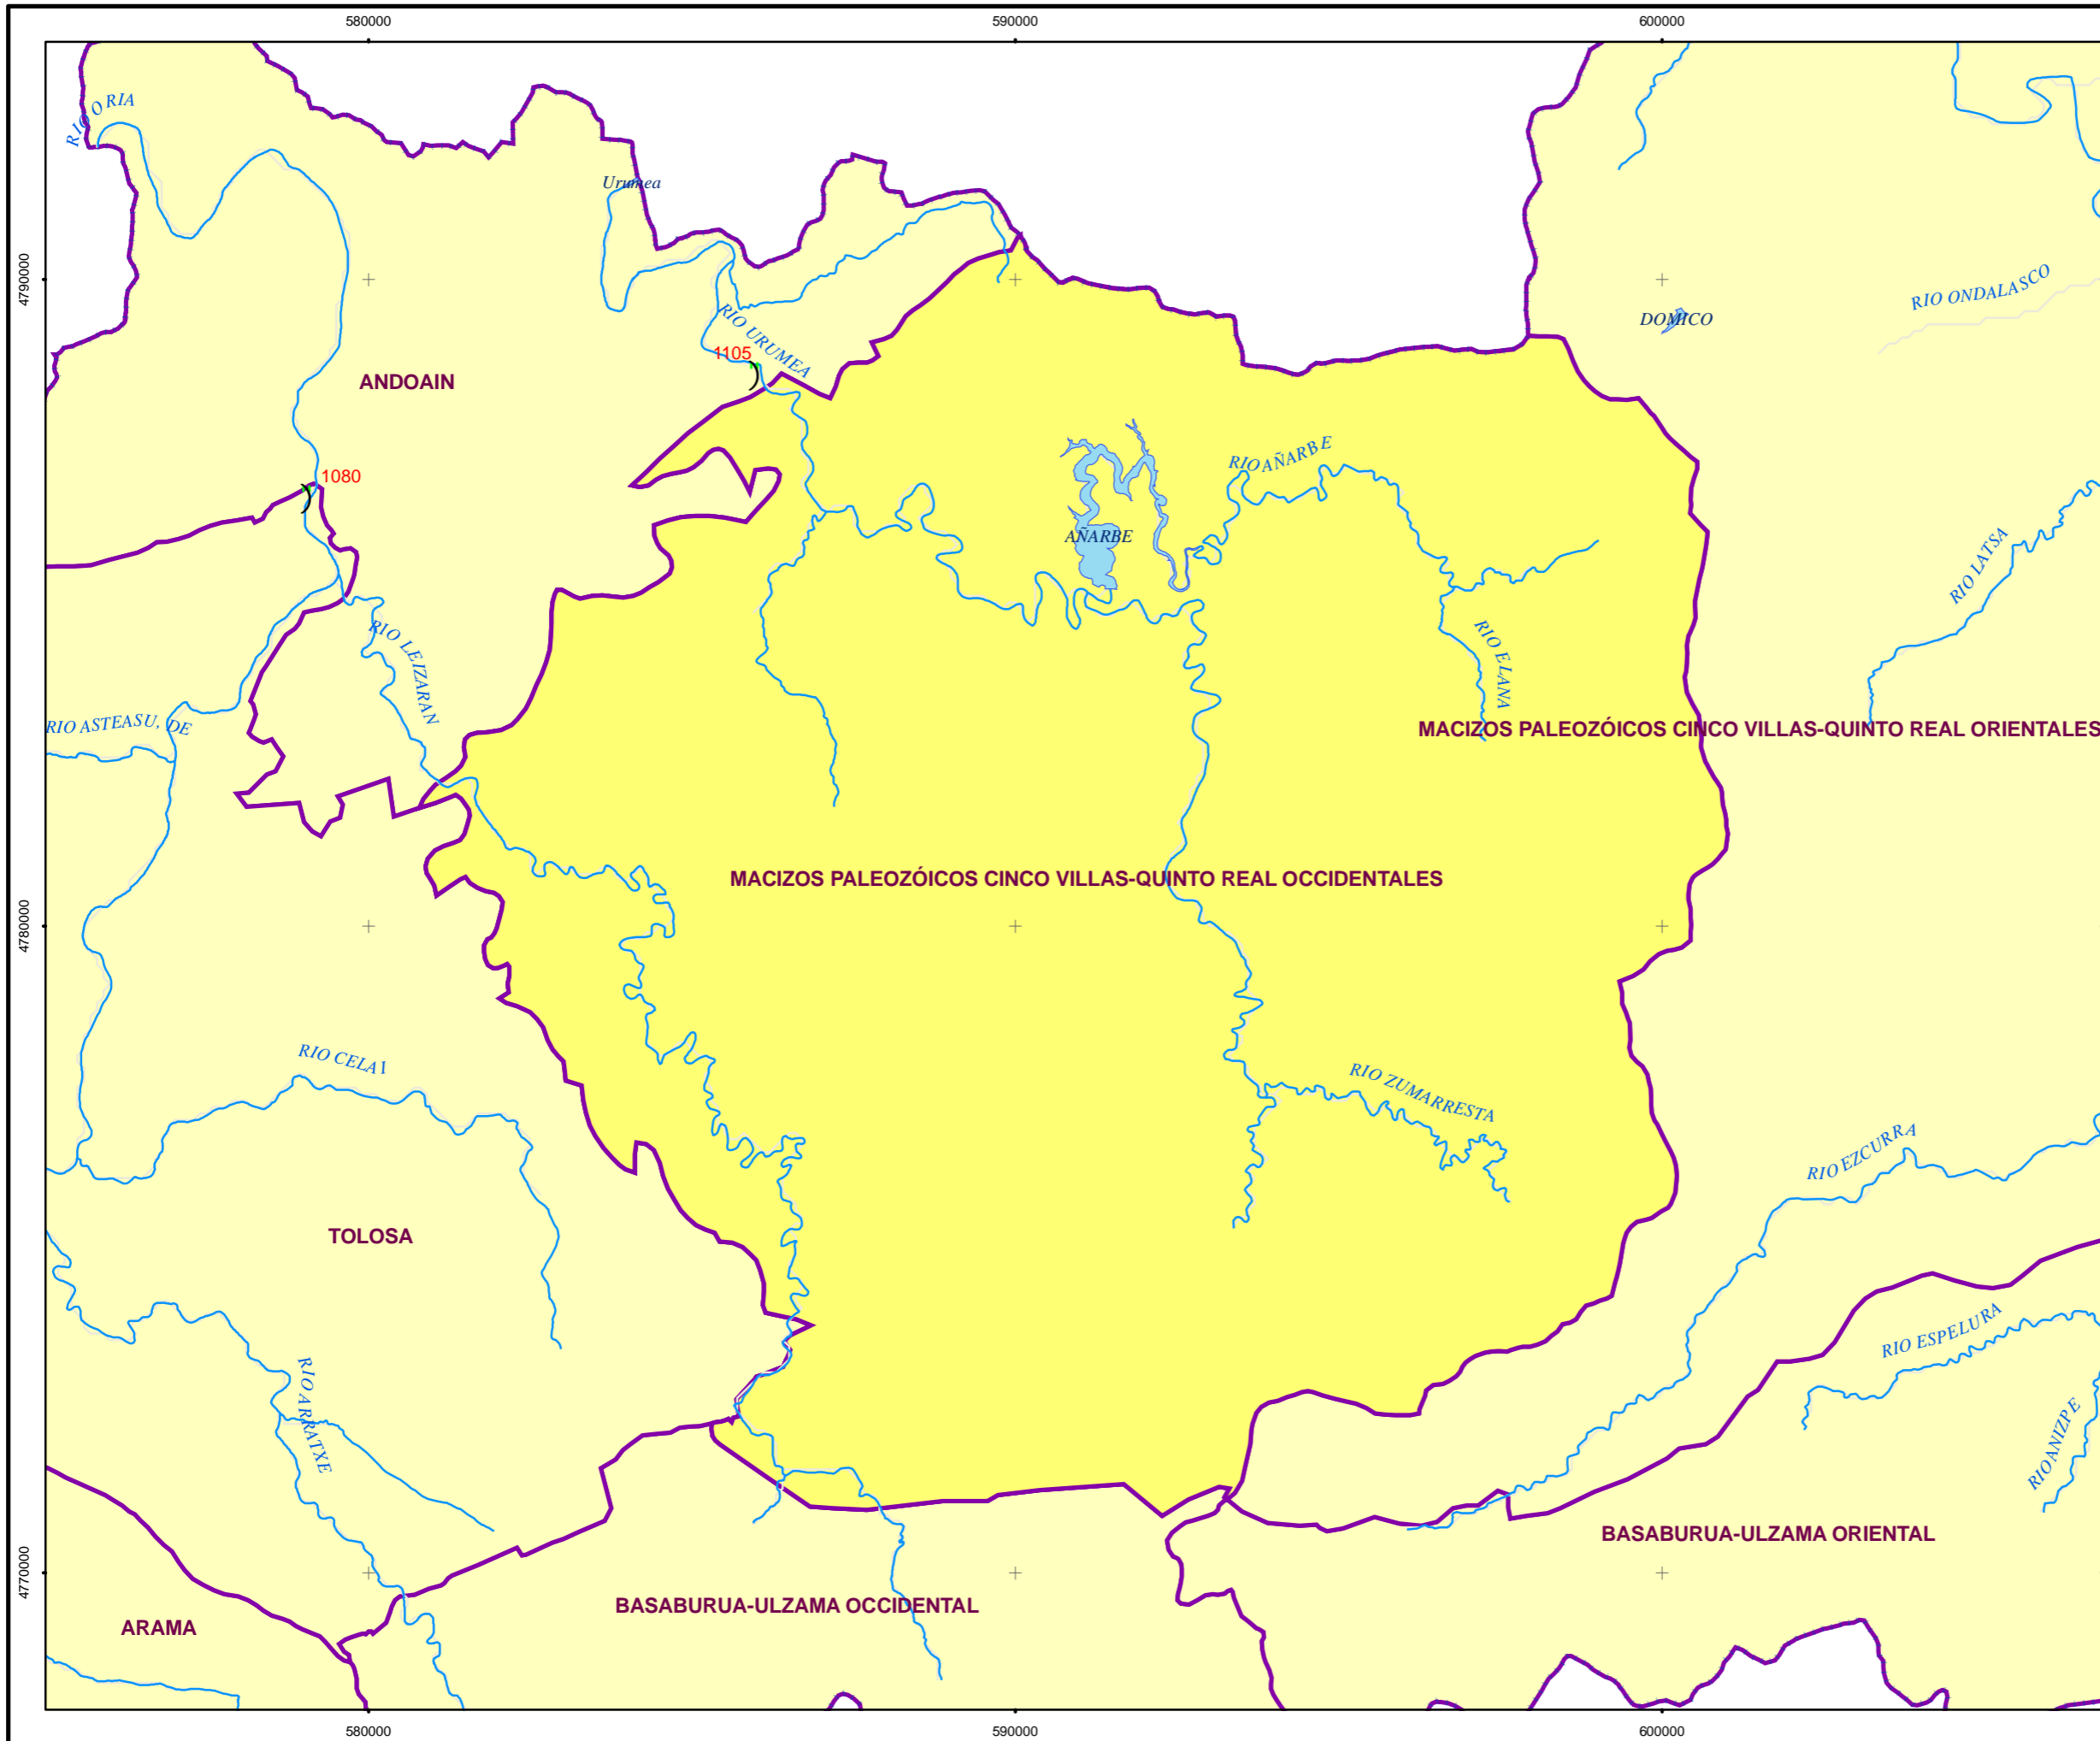 580000
590000
600000
RIO ORIA
Urumea
4790000
RIO ONDALASCO
DOMICO
RIO URUMEA
1105
ANDOAIN
RIO AÑARBE
1080
AÑARBE
RIO LATSA
RIO LEIZARAN
RIO ELANA
RIO ASTEASU, DE
MACIZOS PALEOZÓICOS CINCO VILLAS-QUINTO REAL ORIENTALES
MACIZOS PALEOZÓICOS CINCO VILLAS-QUINTO REAL OCCIDENTALES
4780000
RIO CELAI
RIO ZUMARRESTA
RIO EZCURRA
TOLOSA
RIO ESPELURA
RIO ARRATXE
RIO ANIZPE
BASABURUA-ULZAMA ORIENTAL
4770000
BASABURUA-ULZAMA OCCIDENTAL
ARAMA
580000
590000
600000